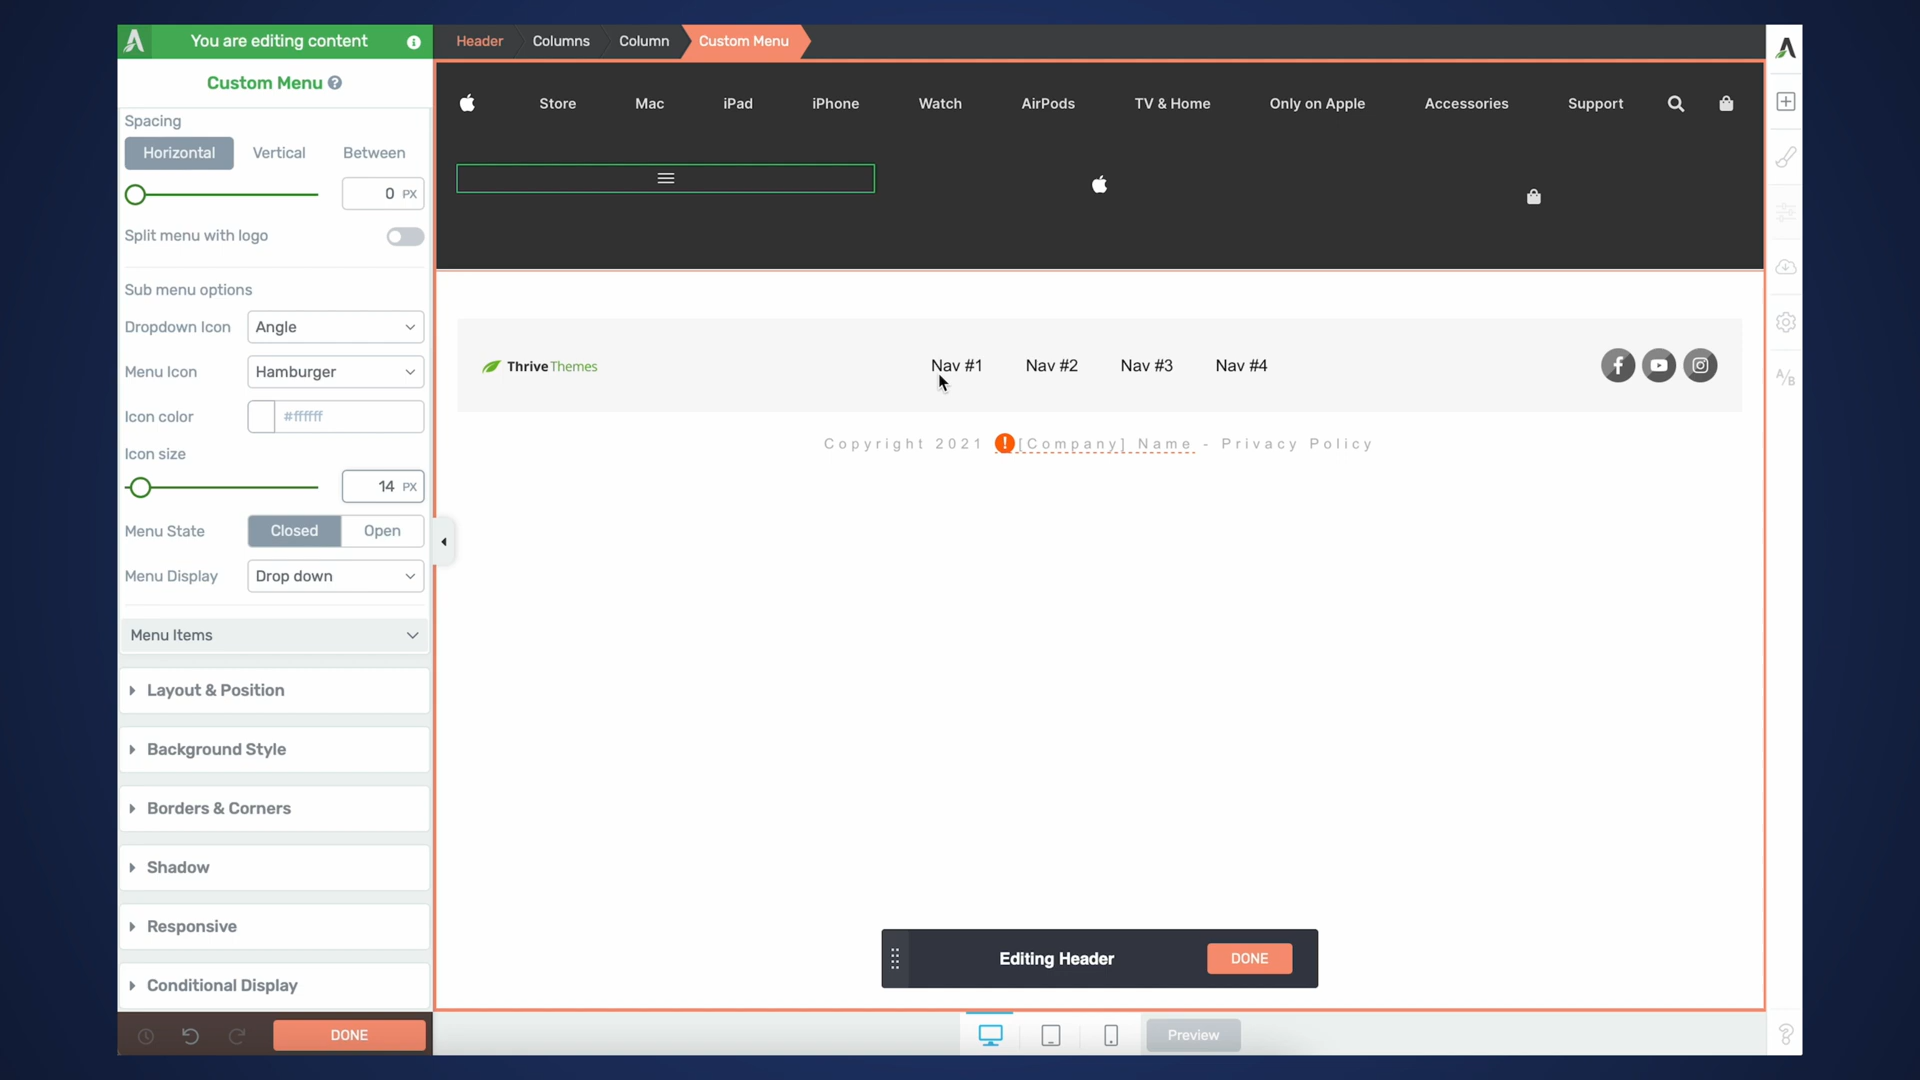 You are editing content
Header
Columns
Column
Custom Menu
Custom Menu
Store
Mac
iPad
iPhone
Watch
AirPods
TV & Home
Only on Apple
Accessories
Support
Spacing
Horizontal
Vertical
Between
0 PX
Split menu with logo
Sub menu options
Dropdown Icon
Angle
Menu Icon
Hamburger
Icon color
#ffffff
Icon size
14 PX
Menu State
Closed
Open
Menu Display
Drop down
Menu Items
Layout & Position
Background Style
Borders & Corners
Shadow
Responsive
Conditional Display
DONE
ThriveThemes
Nav #1
Nav #2
Nav #3
Nav #4
Copyright 2021 [Company] Name - Privacy Policy
Editing Header
DONE
Preview
A/B